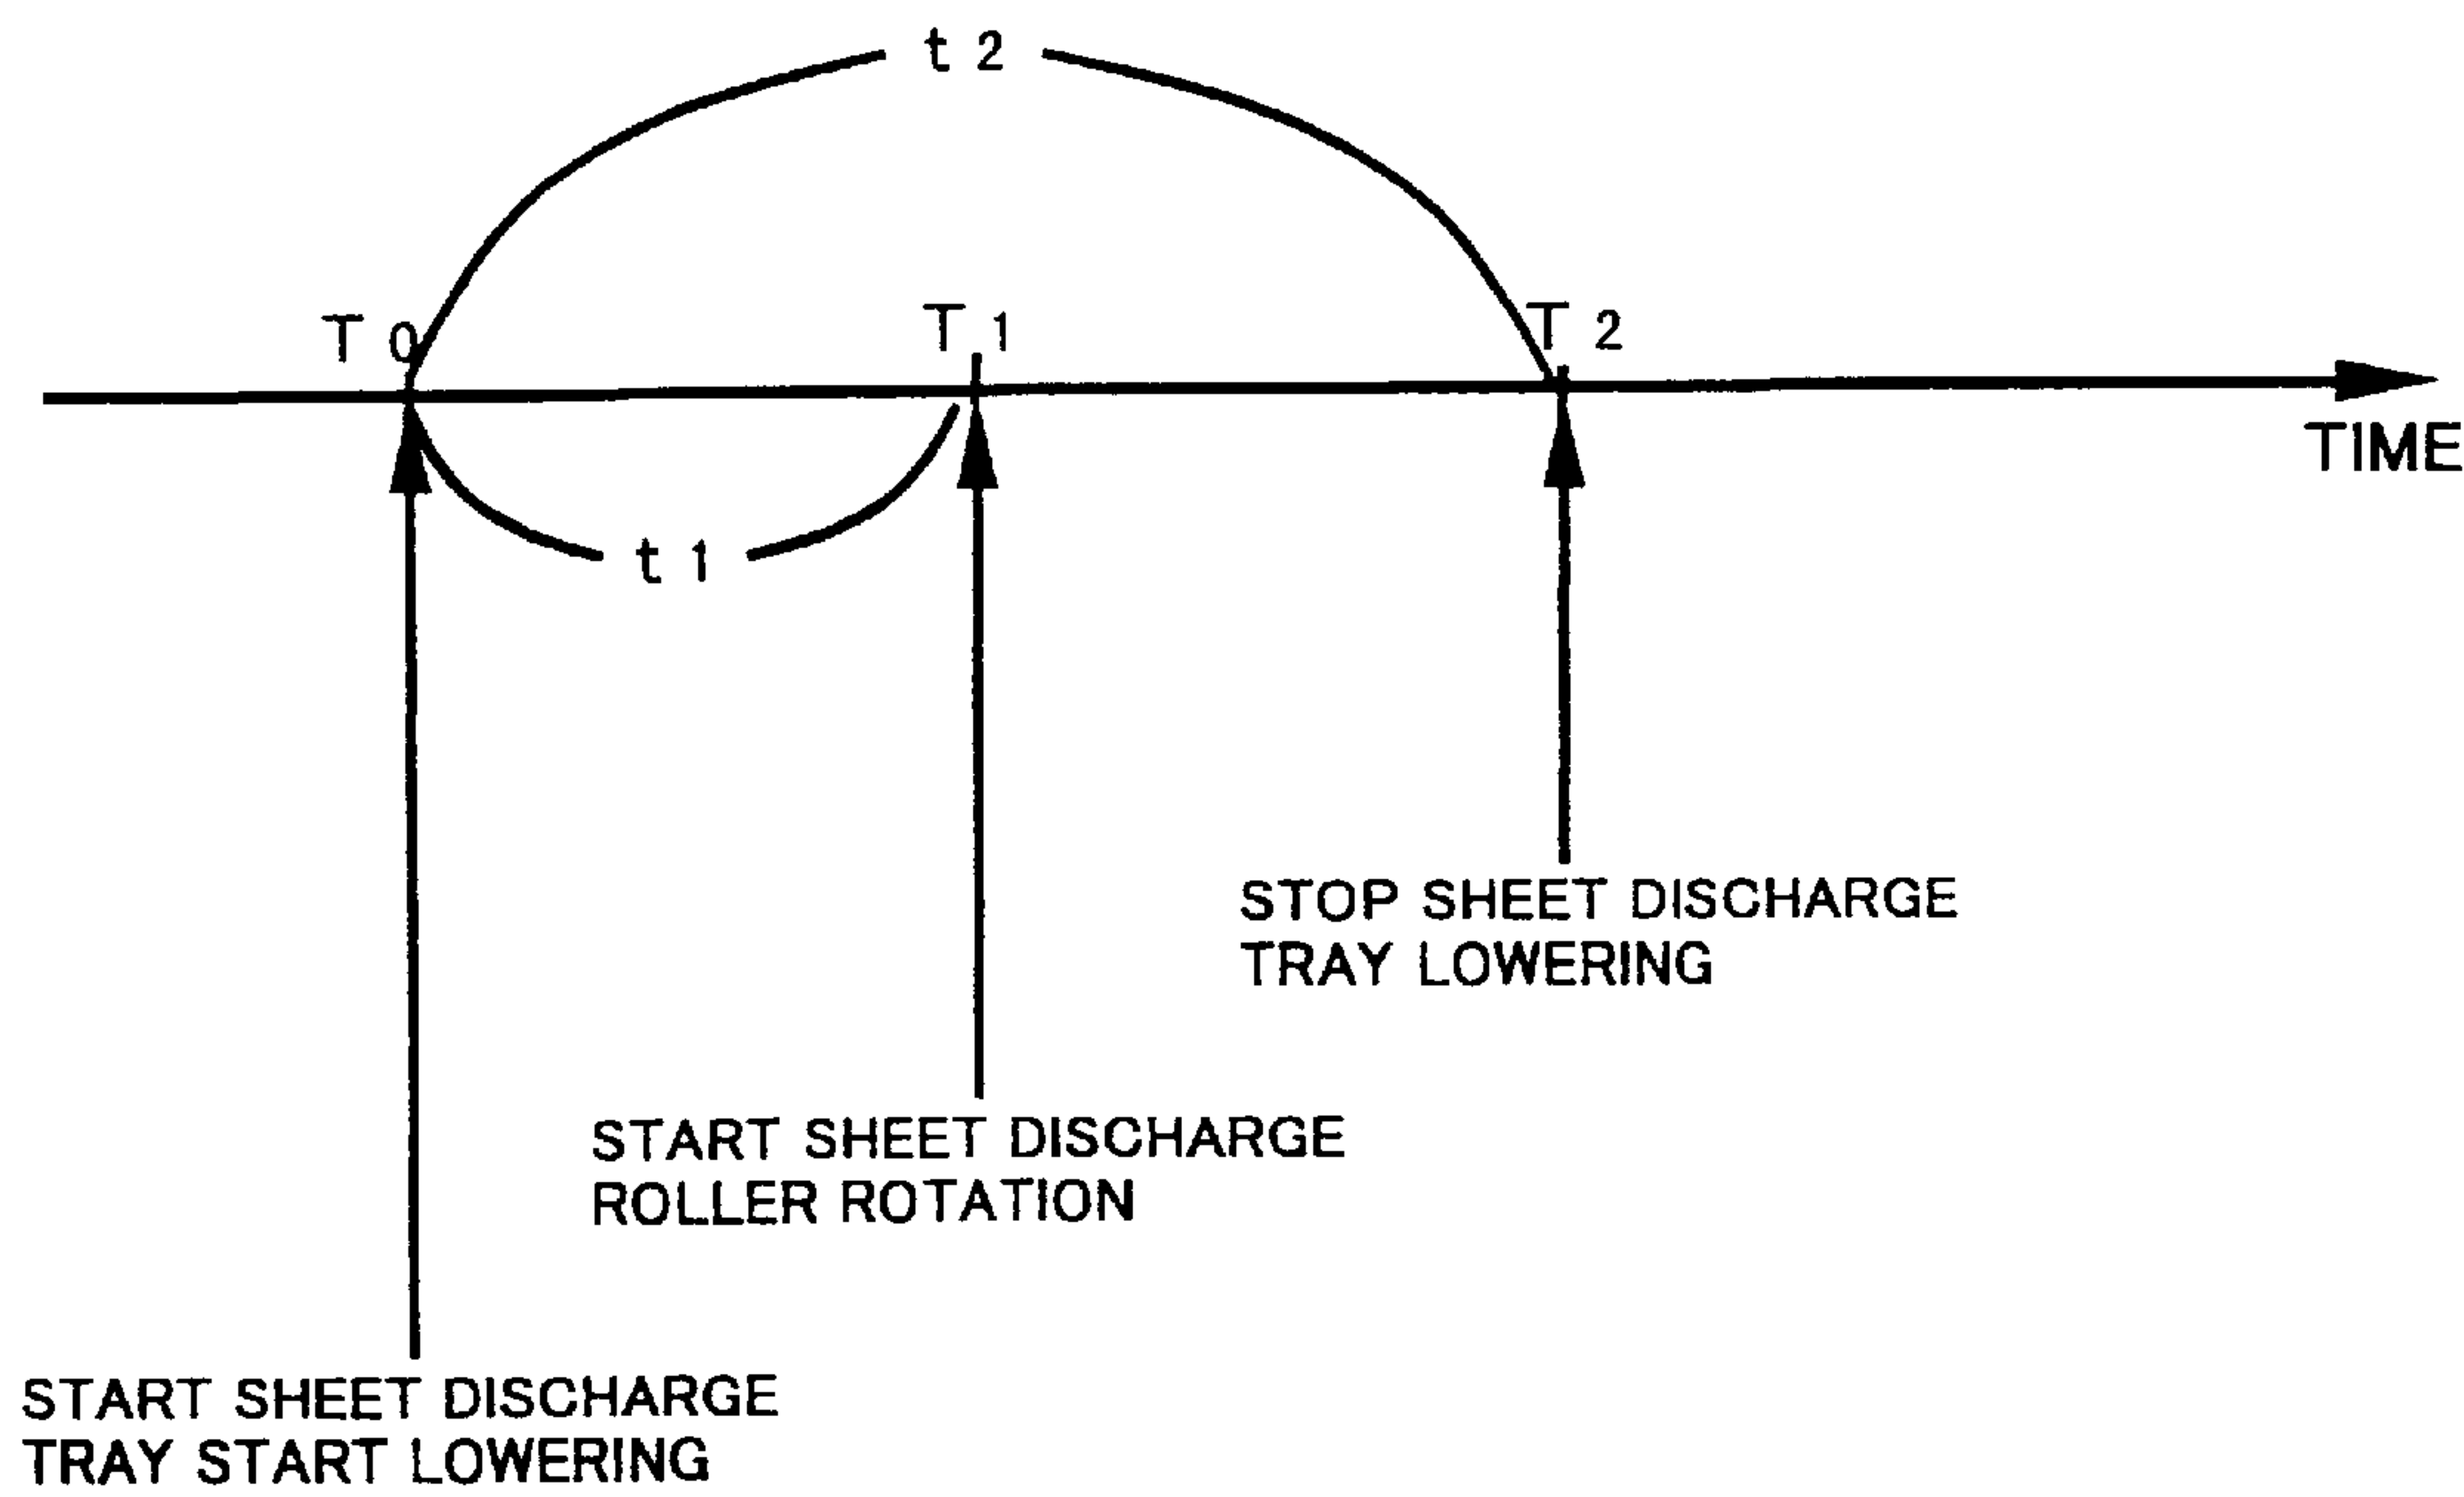 t 2
T 0
T 1
T 2
TIME
t 1
STOP SHEET DISCHARGE
TRAY LOWERING
START SHEET DISCHARGE
ROLLER ROTATION
START SHEET DISCHARGE
TRAY START LOWERING